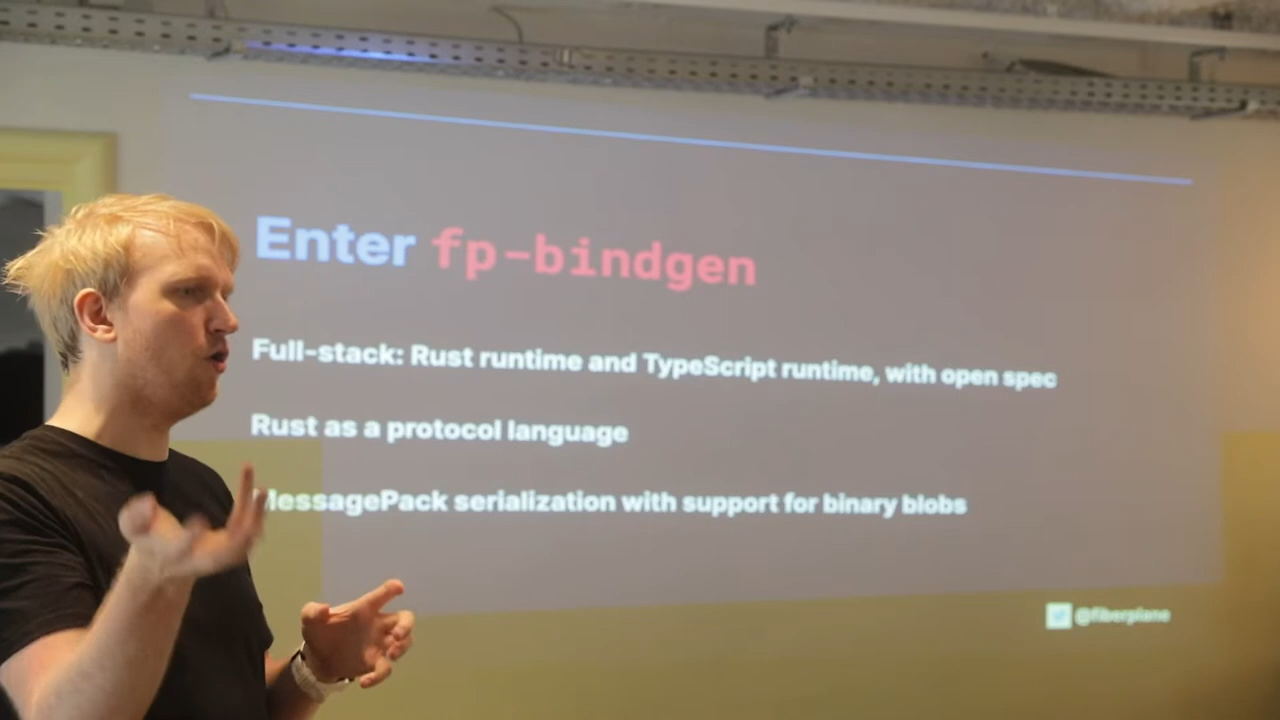 Enter fp-bindgen
Full-stack: Rust runtime and TypeScript runtime, with open spec
Rust as a protocol language
MessagePack serialization with support for binary blobs
@fiberplane